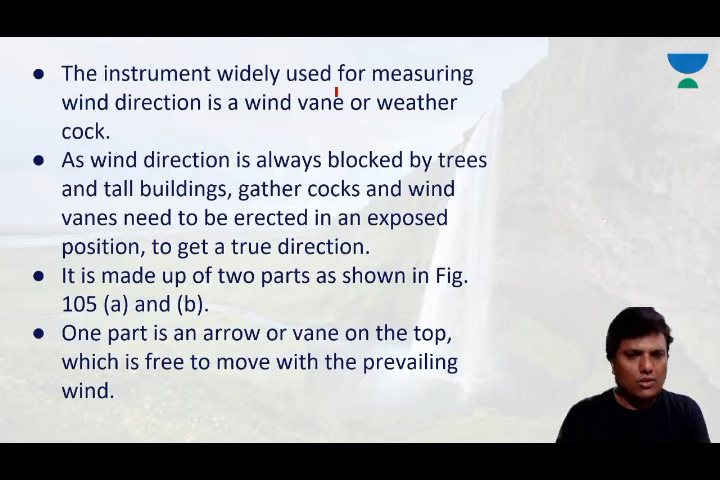 ● The instrument widely used for measuring
wind direction is a wind vane or weather
cock.
● As wind direction is always blocked by trees
and tall buildings, gather cocks and wind
vanes need to be erected in an exposed
position, to get a true direction.
● It is made up of two parts as shown in Fig.
105 (a) and (b).
● One part is an arrow or vane on the top,
which is free to move with the prevailing
wind.